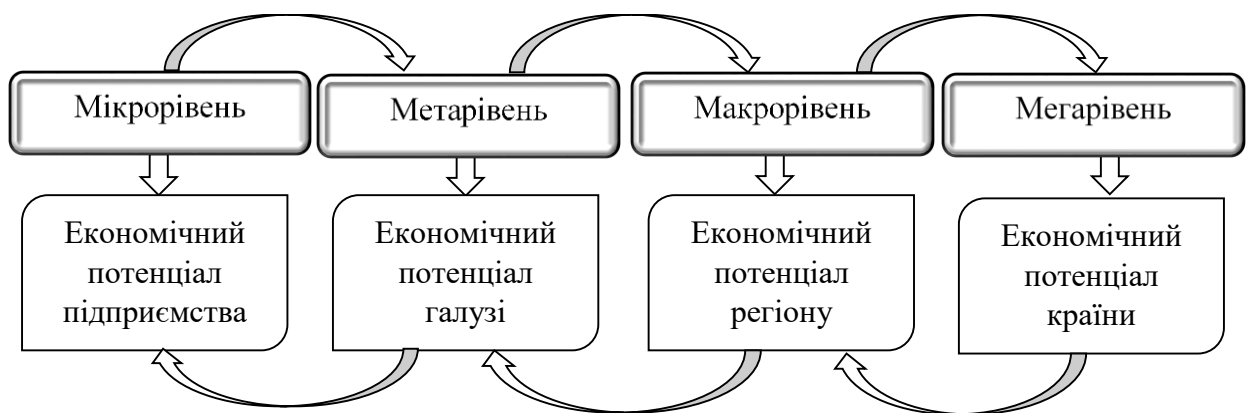 Мікрорівень
Метарівень
Макрорівень
Мегарівень
Економічний
потенціал
підприємства
Економічний
потенціал
галузі
Економічний
потенціал
регіону
Економічний
потенціал
країни